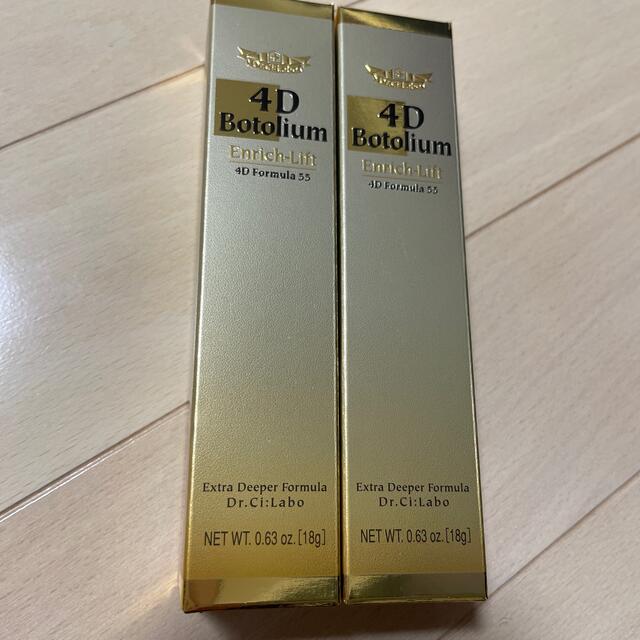 4D
Botolium
Enrich-Lift
4D Formula 55
Extra Deeper Formula
Dr.Ci:Labo
NET WT. 0.63 oz. [18g]
4D
Botolium
Enrich-Lift
4D Formula 55
Extra Deeper Formula
Dr.Ci:Labo
NET WT. 0.63 oz. [18g]